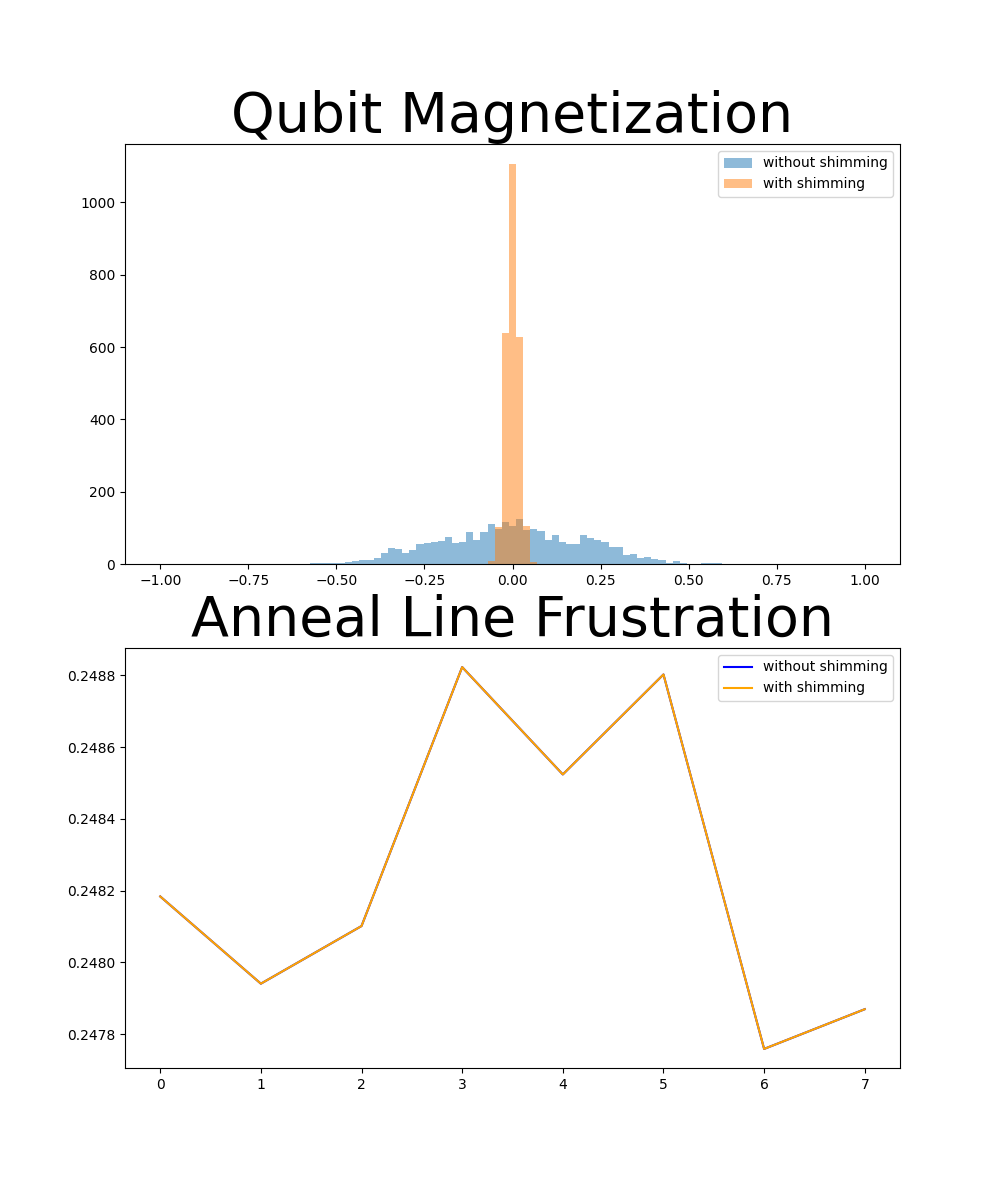 Qubit Magnetization
without shimming
with shimming
1000
800
600
400
200
0
−1.00 −0.75 −0.50 −0.25 0.00 0.25 0.50 0.75 1.00
Anneal Line Frustration
without shimming
with shimming
0.2488
0.2486
0.2484
0.2482
0.2480
0.2478
0 1 2 3 4 5 6 7